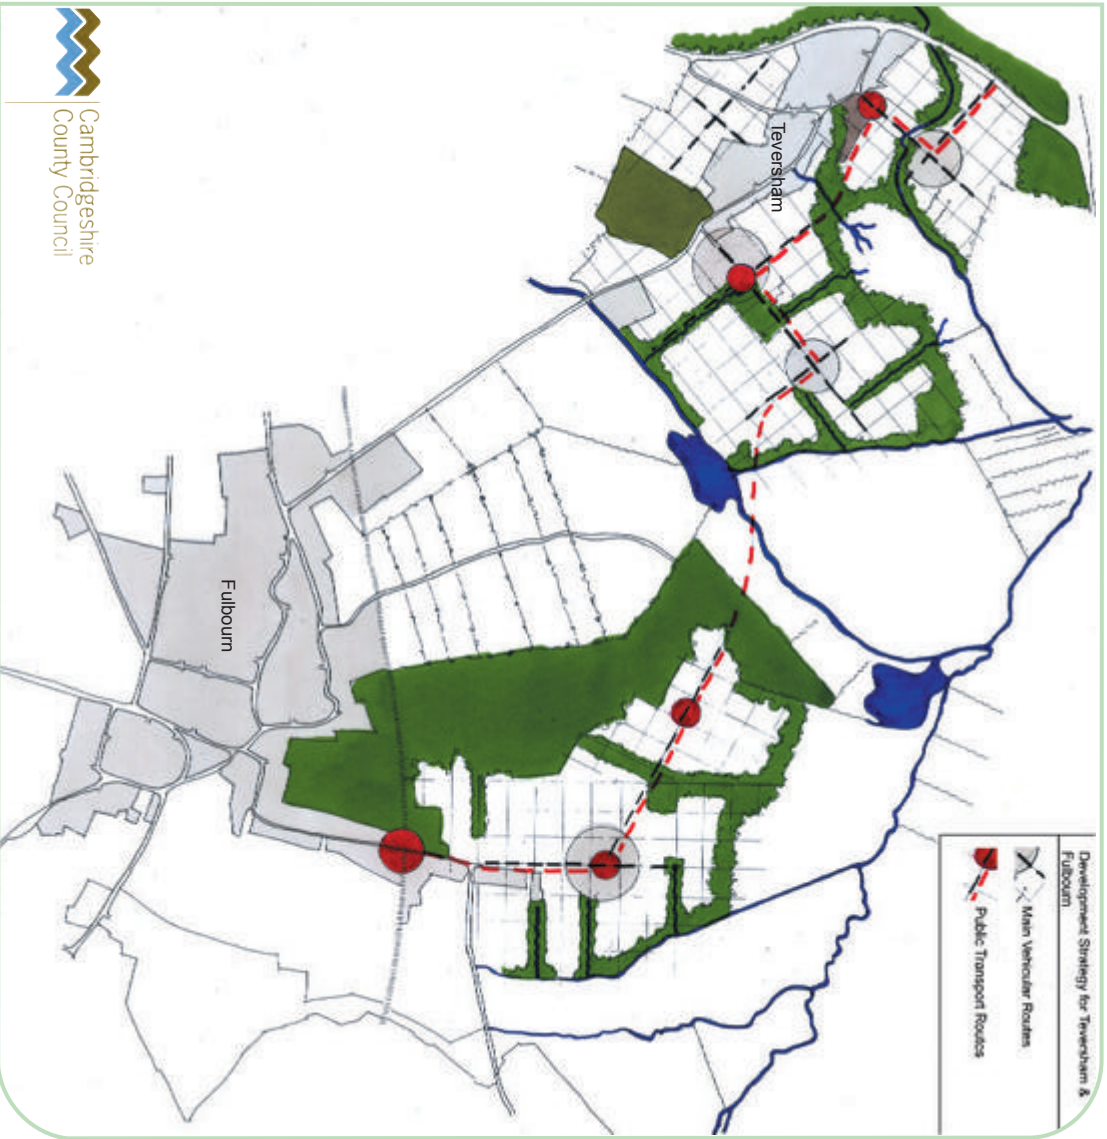 Cambridgeshire
County Council
Teversham
Fulbourn
Development Strategy for Teversham &
Fulbourn
Main Vehicular Routes
Public Transport Routes